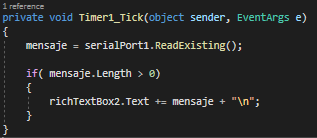 1 reference
private void Timer1_Tick(object sender, EventArgs e)
{
mensaje = serialPort1.ReadExisting();
if( mensaje.Length > 0)
{
richTextBox2.Text += mensaje + "\n";
}
}